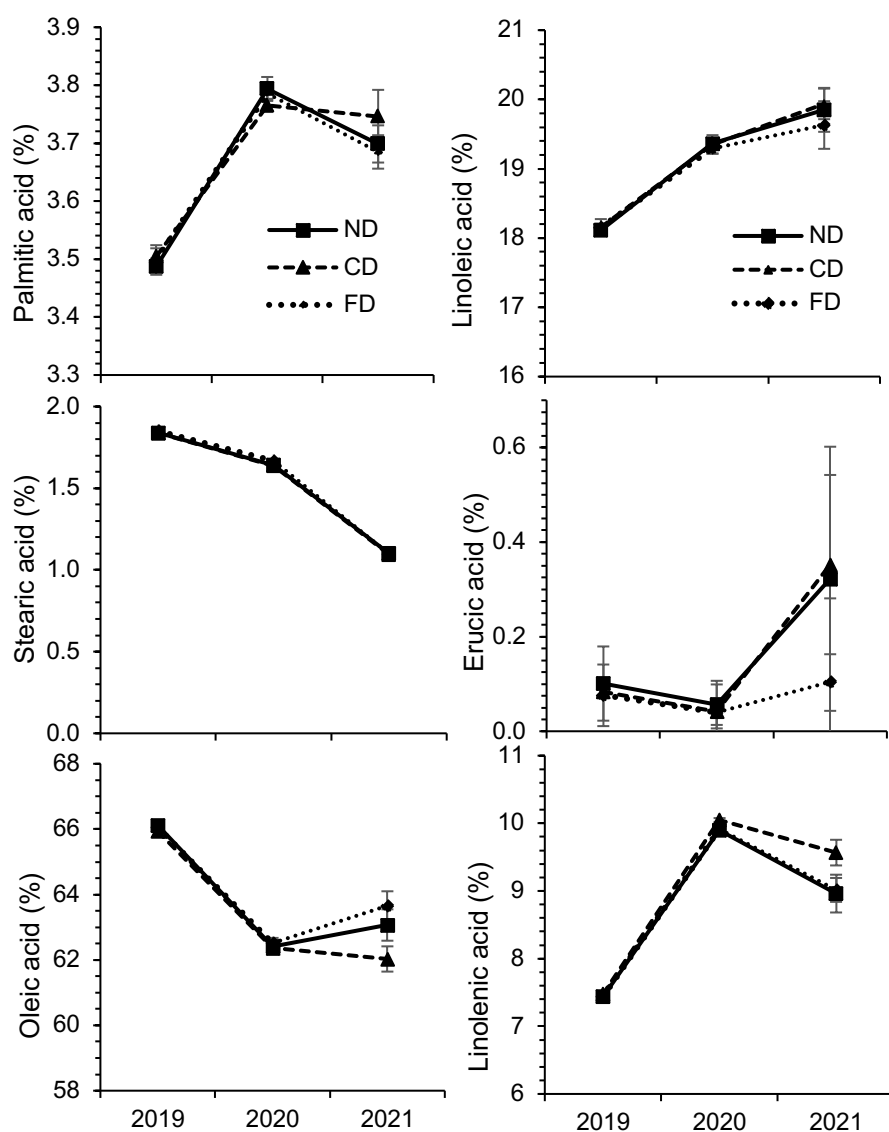 Palmitic acid (%)
3.9
3.8
3.7
3.6
3.5
3.4
3.3
ND
CD
FD
Linoleic acid (%)
21
20
19
18
17
16
ND
CD
FD
Stearic acid (%)
2.0
1.5
1.0
0.5
0.0
Erucic acid (%)
0.6
0.4
0.2
0.0
Oleic acid (%)
68
66
64
62
60
58
2019 2020 2021
Linolenic acid (%)
11
10
9
8
7
6
2019 2020 2021